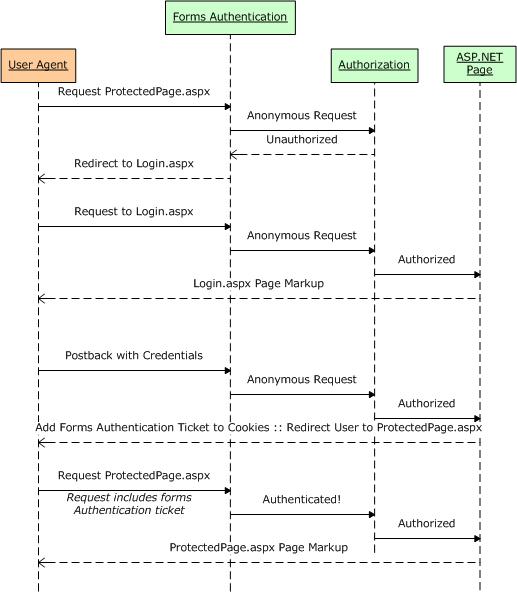 Forms Authentication
User Agent
Authorization
ASP.NET
Page
Request ProtectedPage.aspx
Anonymous Request
Unauthorized
Redirect to Login.aspx
Request to Login.aspx
Anonymous Request
Authorized
Login.aspx Page Markup
Postback with Credentials
Anonymous Request
Authorized
Add Forms Authentication Ticket to Cookies :: Redirect User to ProtectedPage.aspx
Request ProtectedPage.aspx
Request includes forms
Authentication ticket
Authenticated!
Authorized
ProtectedPage.aspx Page Markup